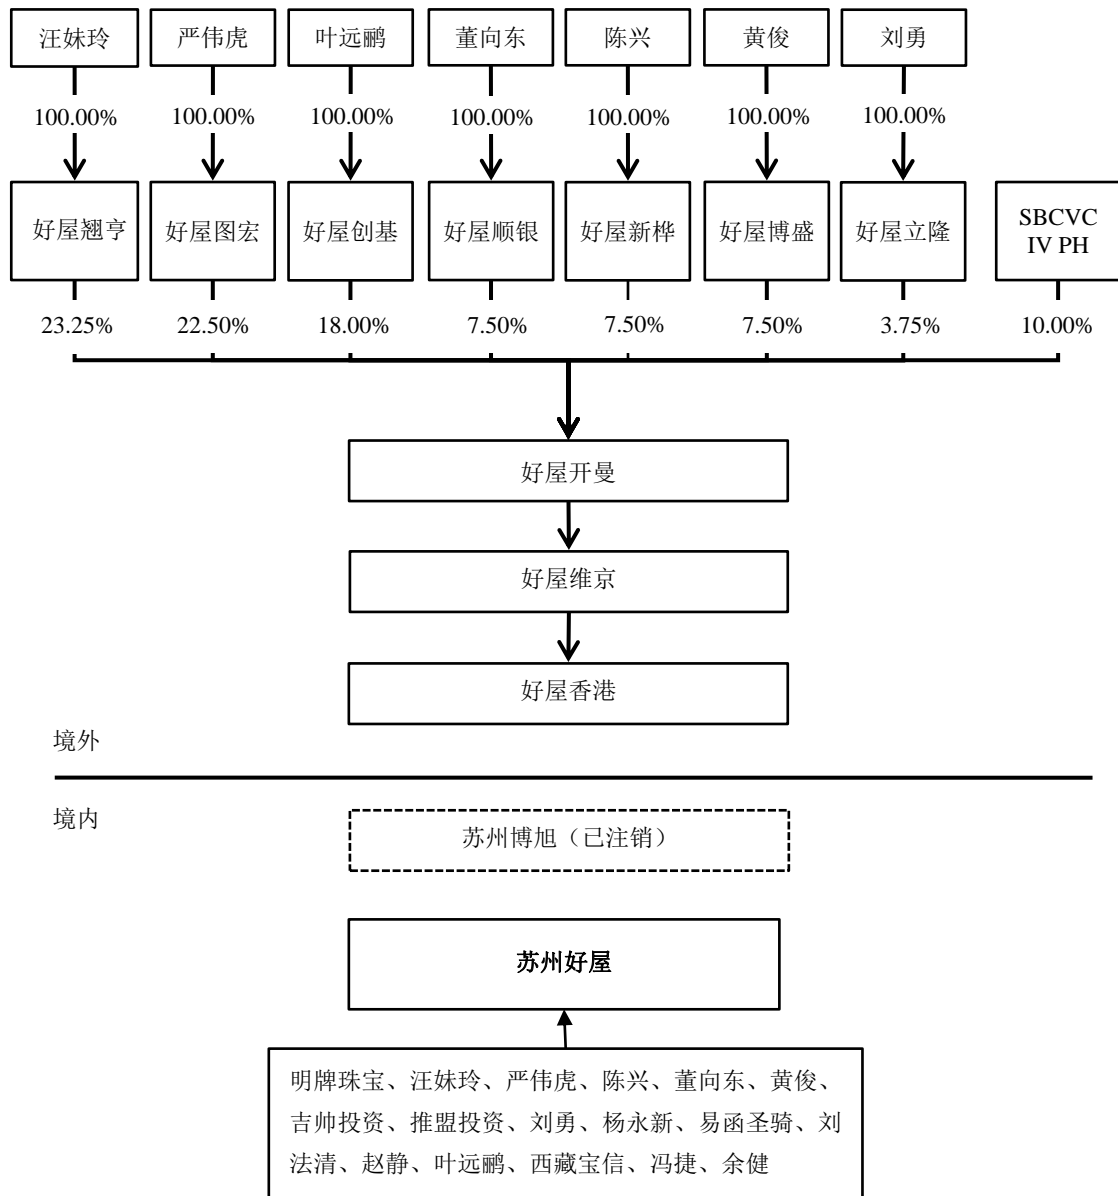 汪妹玲 严伟虎 叶远鹂 董向东 陈兴 黄俊 刘勇
100.00% 100.00% 100.00% 100.00% 100.00% 100.00% 100.00%
好屋翘亨 好屋图宏 好屋创基 好屋顺银 好屋新桦 好屋博盛 好屋立隆 SBCVC
IV PH
23.25% 22.50% 18.00% 7.50% 7.50% 7.50% 3.75% 10.00%
好屋开曼
好屋维京
好屋香港
境外
境内
苏州博旭（已注销）
苏州好屋
明牌珠宝、汪妹玲、严伟虎、陈兴、董向东、黄俊、
吉帅投资、推盟投资、刘勇、杨永新、易函圣骑、刘
法清、赵静、叶远鹂、西藏宝信、冯捷、余健